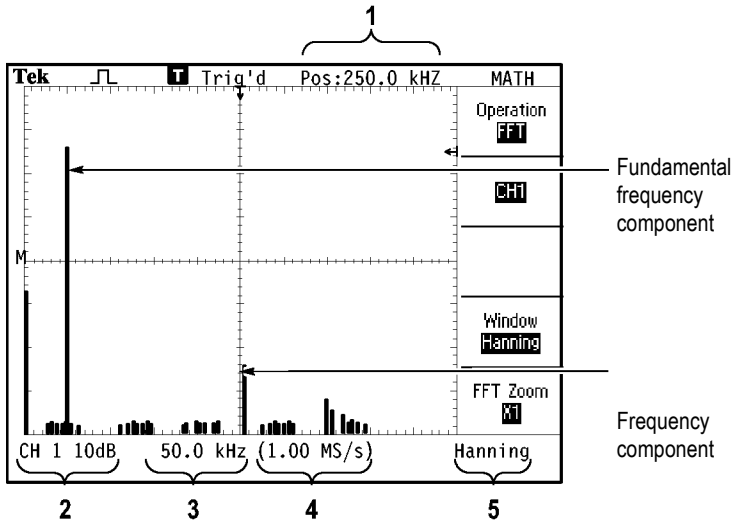 1
Tek T Trig'd Pos:250.0 kHZ MATH
Operation
FFT
CH1
Fundamental
frequency
component
M
Window
Hanning
FFT Zoom
X1
Frequency
component
CH 1 10dB 50.0 kHz (1.00 MS/s) Hanning
2 3 4 5